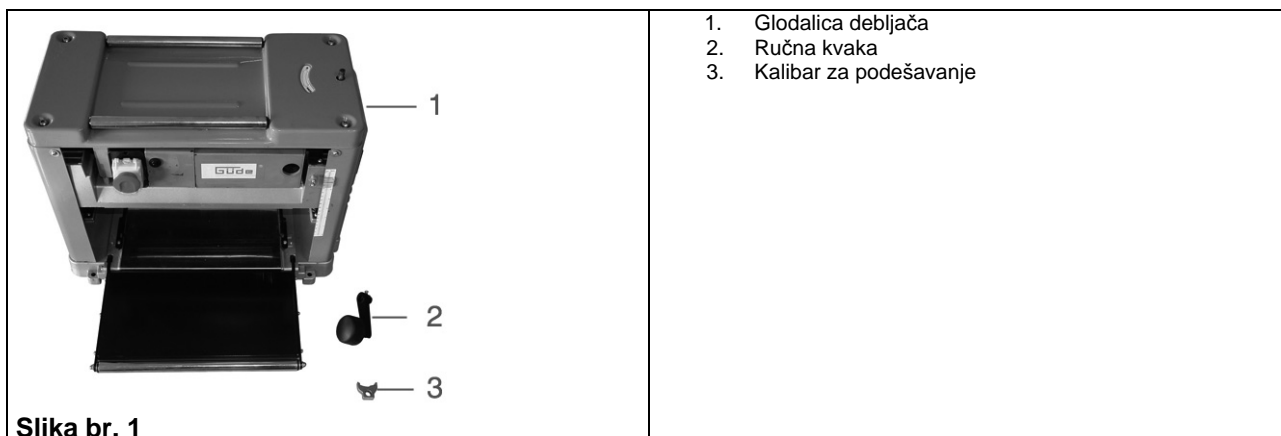 1. Glodalica debljača
2. Ručna kvaka
3. Kalibar za podešavanje
Güde
1
2
3
Slika br. 1